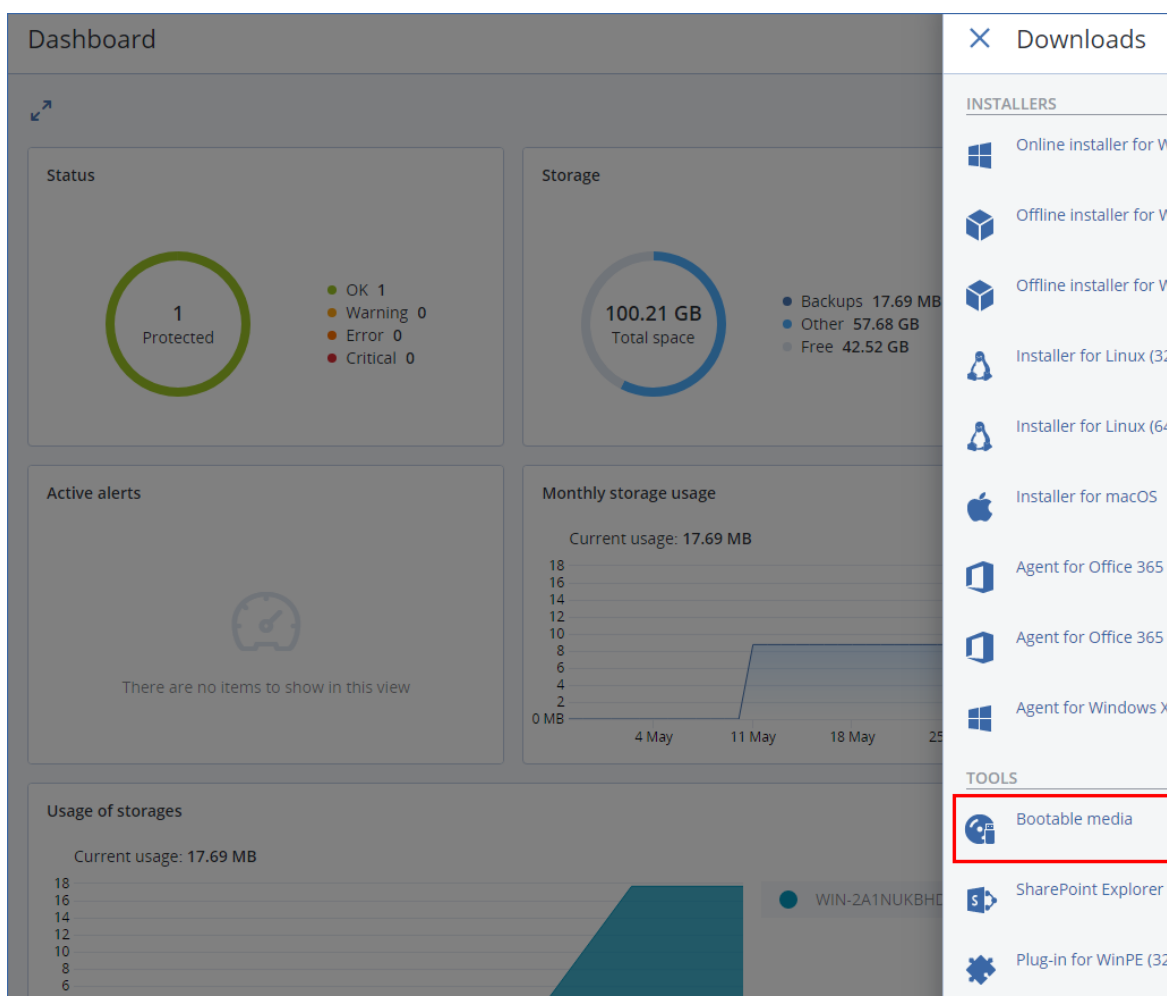 Dashboard
Status
1
Protected
OK 1
Warning 0
Error 0
Critical 0
Storage
100.21 GB
Total space
Backups 17.69 MB
Other 57.68 GB
Free 42.52 GB
Active alerts
There are no items to show in this view
Monthly storage usage
Current usage: 17.69 MB
18
16
14
12
10
8
6
4
2
0 MB
4 May 11 May 18 May 25
Usage of storages
Current usage: 17.69 MB
18
16
14
12
10
8
6
WIN-2A1NUKBHD
Downloads
INSTALLERS
Online installer for W
Offline installer for W
Offline installer for W
Installer for Linux (32
Installer for Linux (64
Installer for macOS
Agent for Office 365
Agent for Office 365
Agent for Windows X
TOOLS
Bootable media
SharePoint Explorer
Plug-in for WinPE (32